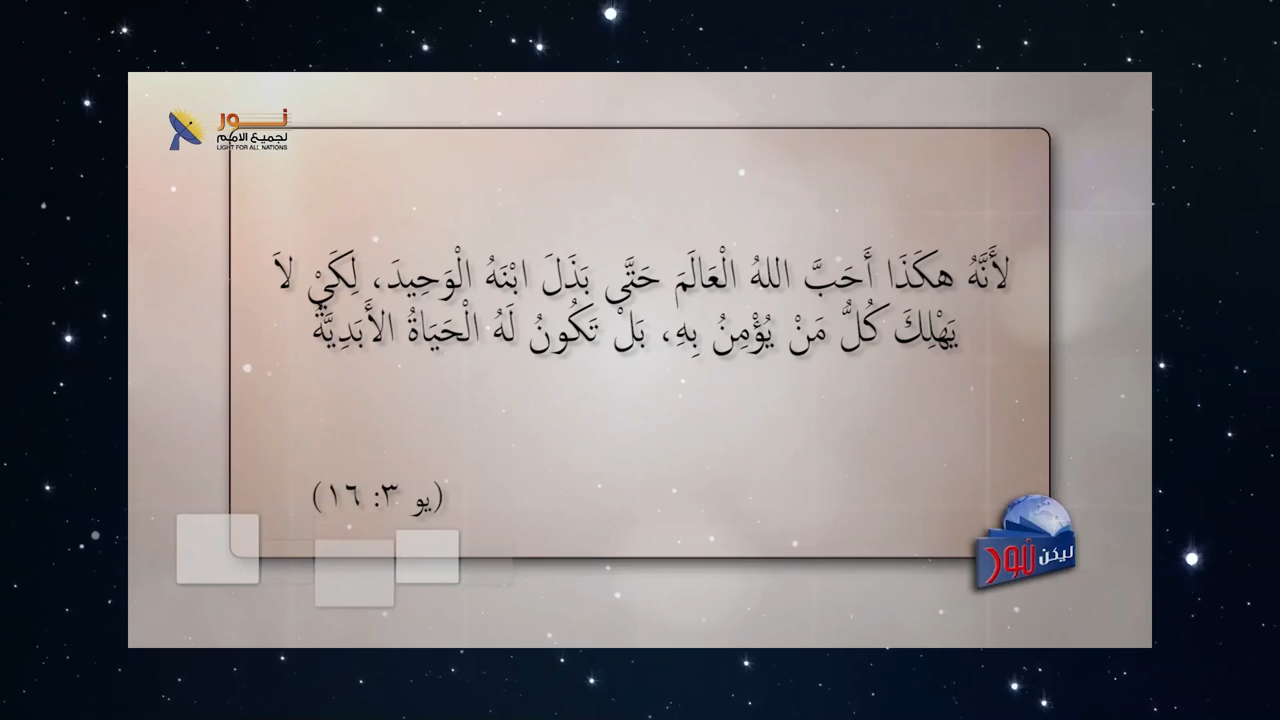 نور
لجميع الامم
LIGHT FOR ALL NATIONS
لأَنَّهُ هكَذَا أَحَبَّ اللهُ الْعَالَمَ حَتَّى بَذَلَ ابْنَهُ الْوَحِيدَ، لِكَيْ لاَ
يَهْلِكَ كُلُّ مَنْ يُؤْمِنُ بِهِ، بَلْ تَكُونُ لَهُ الْحَيَاةُ الأَبَدِيَّةُ
(يو ٣: ١٦)
ليكن نور